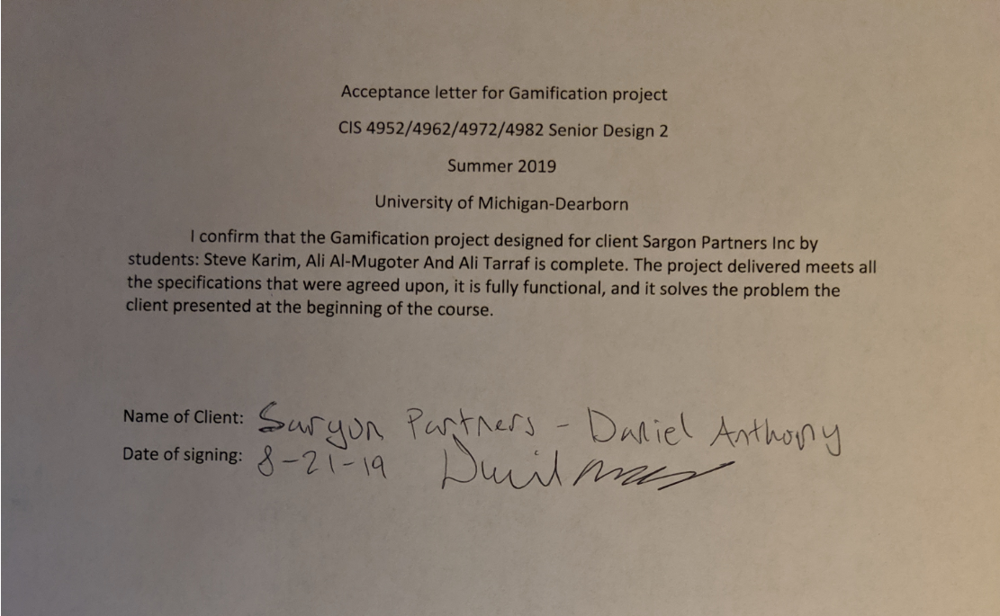 Acceptance letter for Gamification project
CIS 4952/4962/4972/4982 Senior Design 2
Summer 2019
University of Michigan-Dearborn
I confirm that the Gamification project designed for client Sargon Partners Inc by
students: Steve Karim, Ali Al-Mugoter And Ali Tarraf is complete. The project delivered meets all
the specifications that were agreed upon, it is fully functional, and it solves the problem the
client presented at the beginning of the course.
Name of Client: Sargon Partners - Daniel Anthony
Date of signing: 8-21-19